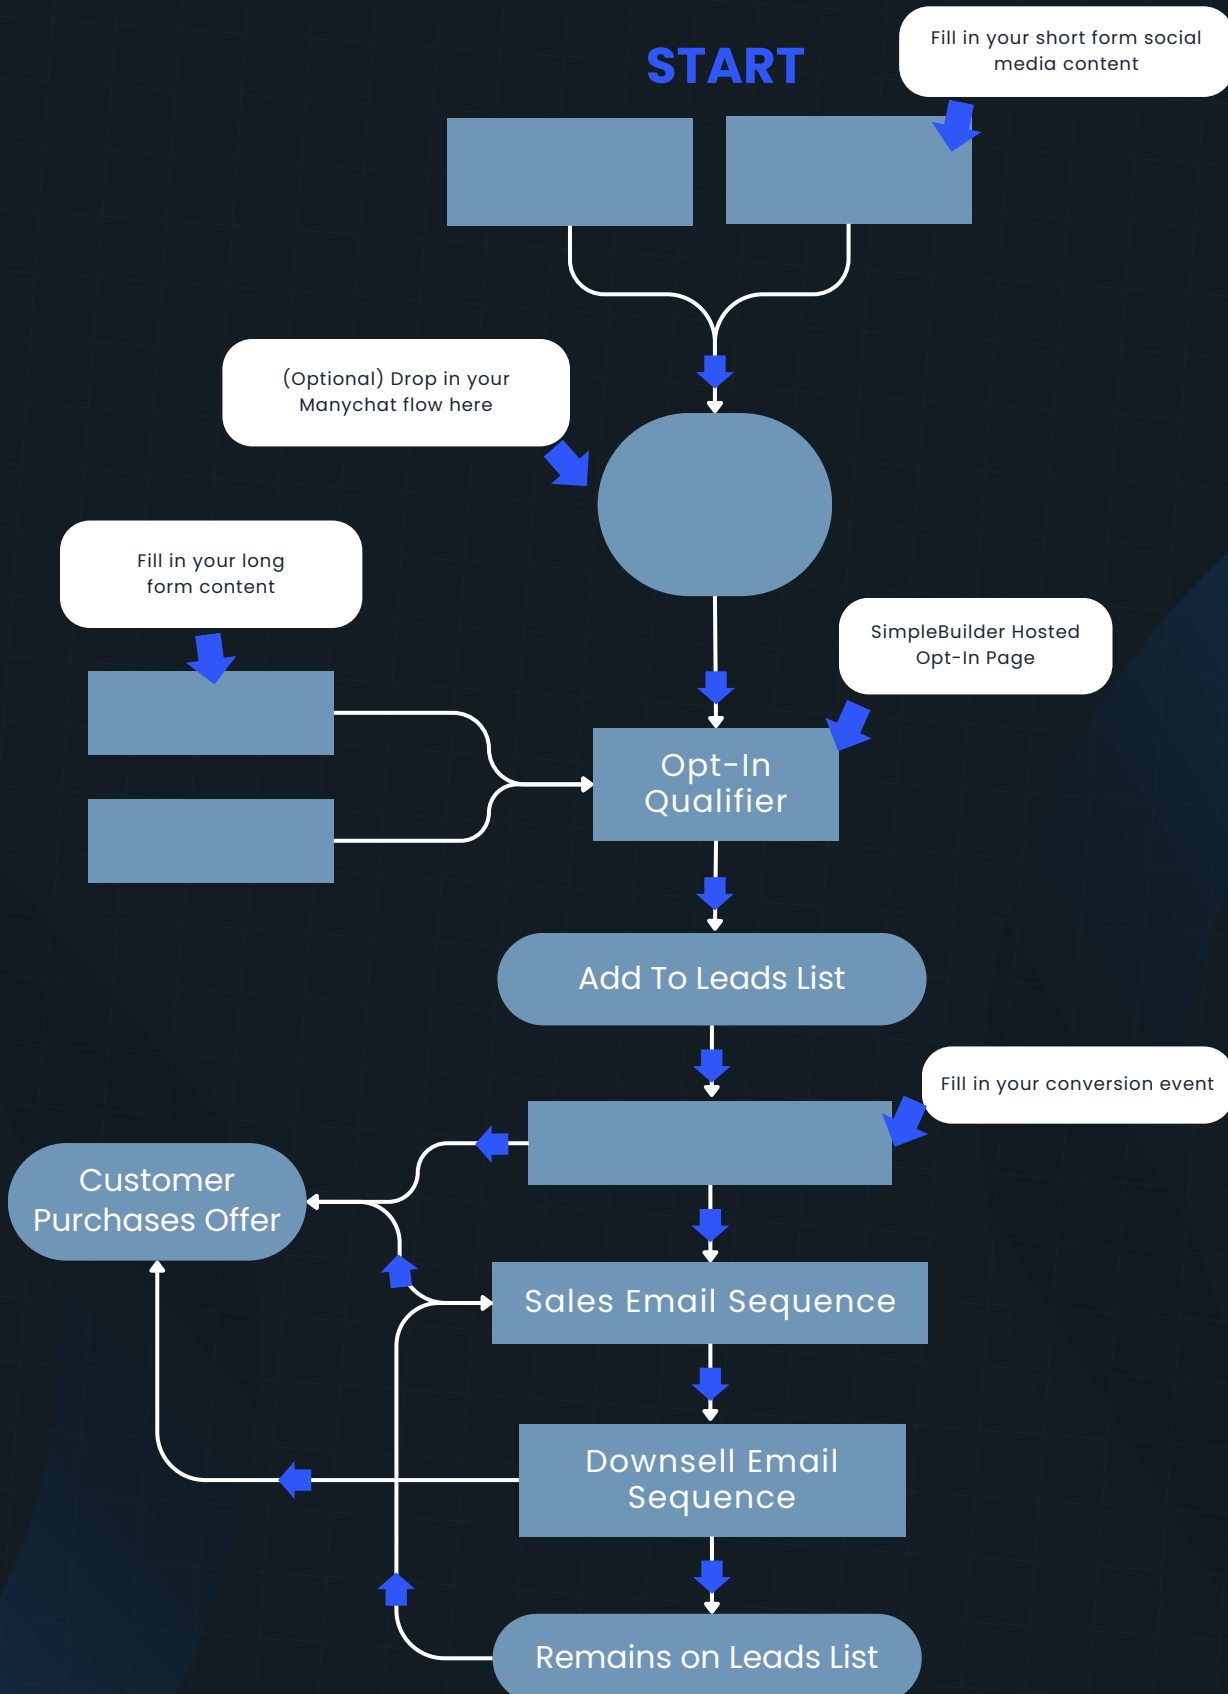 START
Fill in your short form social
media content
(Optional) Drop in your
Manychat flow here
Fill in your long
form content
SimpleBuilder Hosted
Opt-In Page
Opt-In
Qualifier
Add To Leads List
Fill in your conversion event
Customer
Purchases Offer
Sales Email Sequence
Downsell Email
Sequence
Remains on Leads List